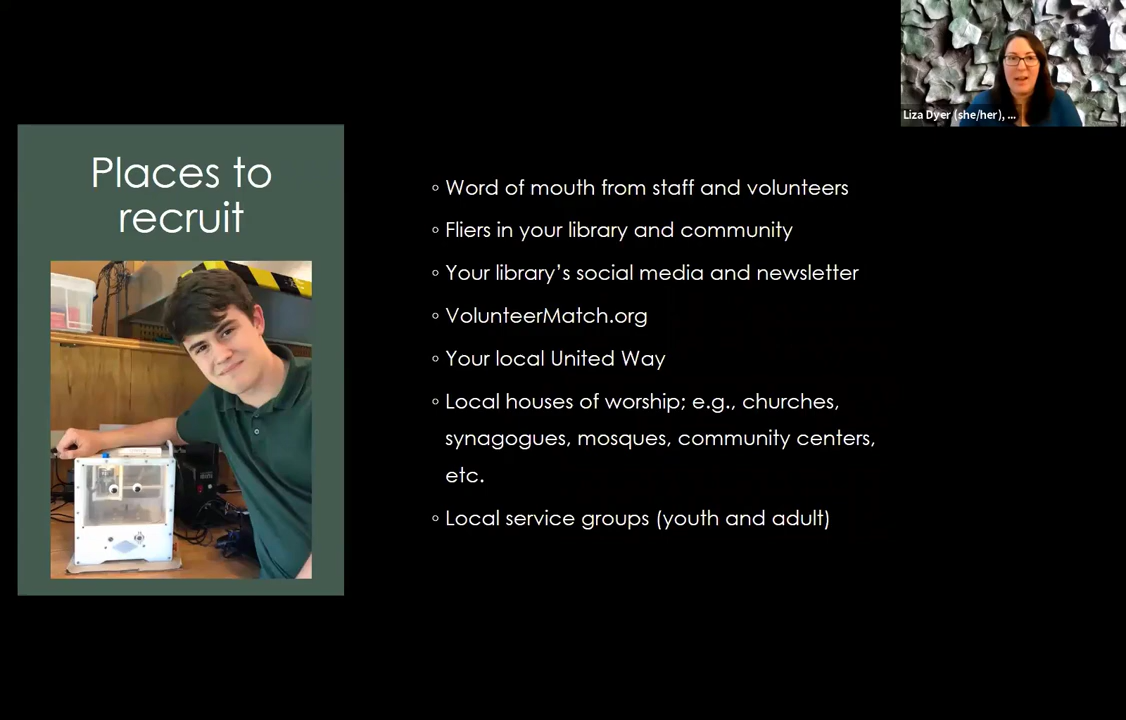 Liza Dyer (she/her), ...
Places to
recruit
◦ Word of mouth from staff and volunteers
◦ Fliers in your library and community
◦ Your library’s social media and newsletter
◦ VolunteerMatch.org
◦ Your local United Way
◦ Local houses of worship; e.g., churches,
synagogues, mosques, community centers,
etc.
◦ Local service groups (youth and adult)